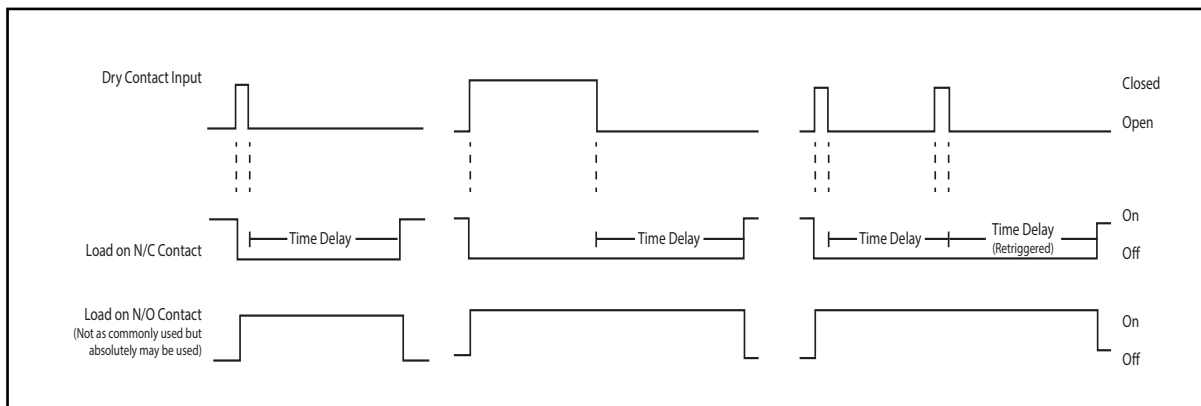 Dry Contact Input
Closed
Open
Load on N/C Contact
Time Delay
Time Delay
Time Delay
Time Delay
(Retriggered)
On
Off
Load on N/O Contact
(Not as commonly used but
absolutely may be used)
On
Off